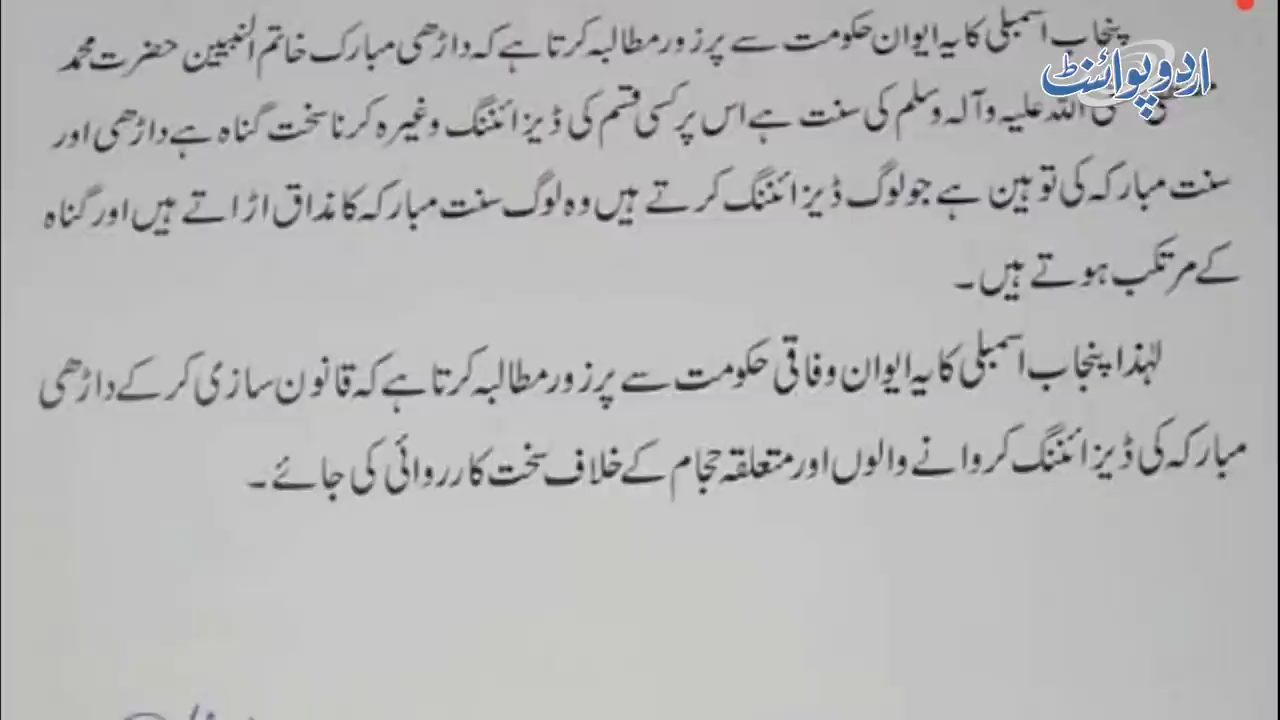 پنجاب اسمبلی کا یہ ایوان حکومت سے پرزور مطالبہ کرتا ہے کہ داڑھی مبارک خاتم النبیین حضرت محمد
اردو پوائنٹ
اللہ علیہ وآلہ وسلم کی سنت ہے اس پر کسی قسم کی ڈیزائننگ وغیرہ کرنا سخت گناہ ہے داڑھی اور
سنت مبارکہ کی توہین ہے جو لوگ ڈیزائننگ کرتے ہیں وہ لوگ سنت مبارکہ کا مذاق اڑاتے ہیں اور گناہ
کے مرتکب ہوتے ہیں۔
لہٰذا پنجاب اسمبلی کا یہ ایوان وفاقی حکومت سے پرزور مطالبہ کرتا ہے کہ قانون سازی کر کے داڑھی
مبارکہ کی ڈیزائننگ کروانے والوں اور متعلقہ حجام کے خلاف سخت کارروائی کی جائے۔